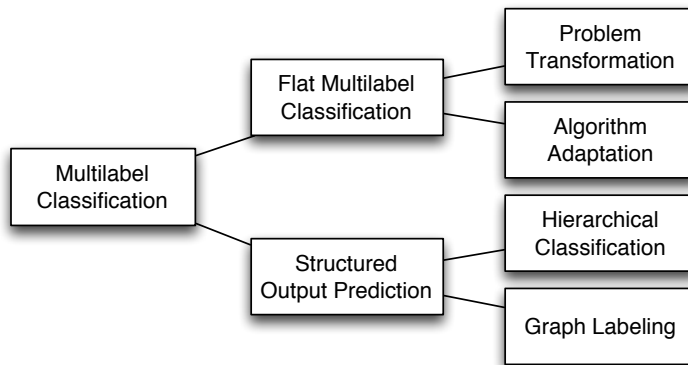 Multilabel
Classification
Flat Multilabel
Classification
Structured
Output Prediction
Problem
Transformation
Algorithm
Adaptation
Hierarchical
Classification
Graph Labeling